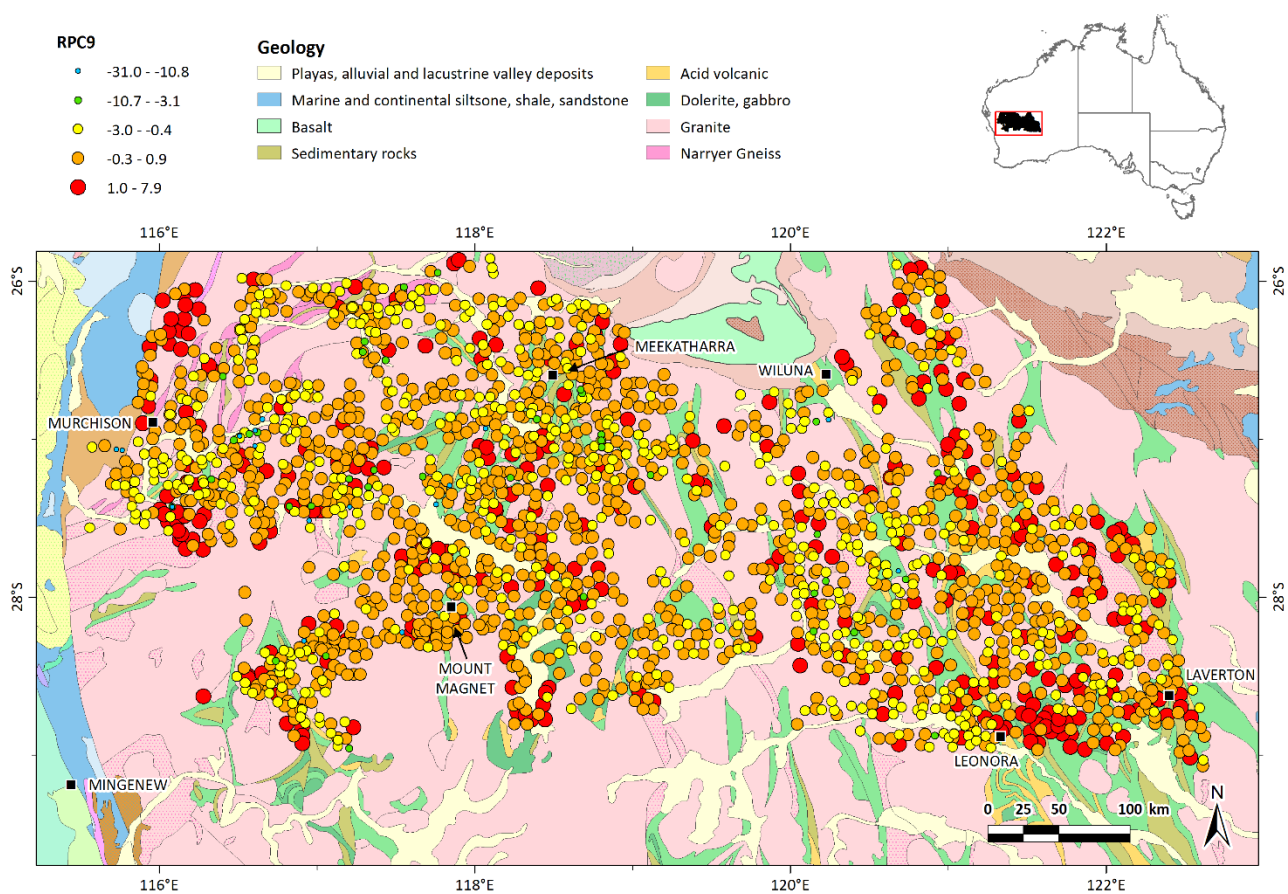 RPC9
-31.0 - -10.8
-10.7 - -3.1
-3.0 - -0.4
-0.3 - 0.9
1.0 - 7.9
Geology
Playas, alluvial and lacustrine valley deposits
Marine and continental siltsone, shale, sandstone
Basalt
Sedimentary rocks
Acid volcanic
Dolerite, gabbro
Granite
Narryer Gneiss
116°E 118°E 120°E 122°E
26°S 26°S
MEEKATHARRA
WILUNA
MURCHISON
28°S 28°S
MOUNT
MAGNET
LAVERTON
LEONORA
MINGENEW
N
0 25 50 100 km
116°E 118°E 120°E 122°E